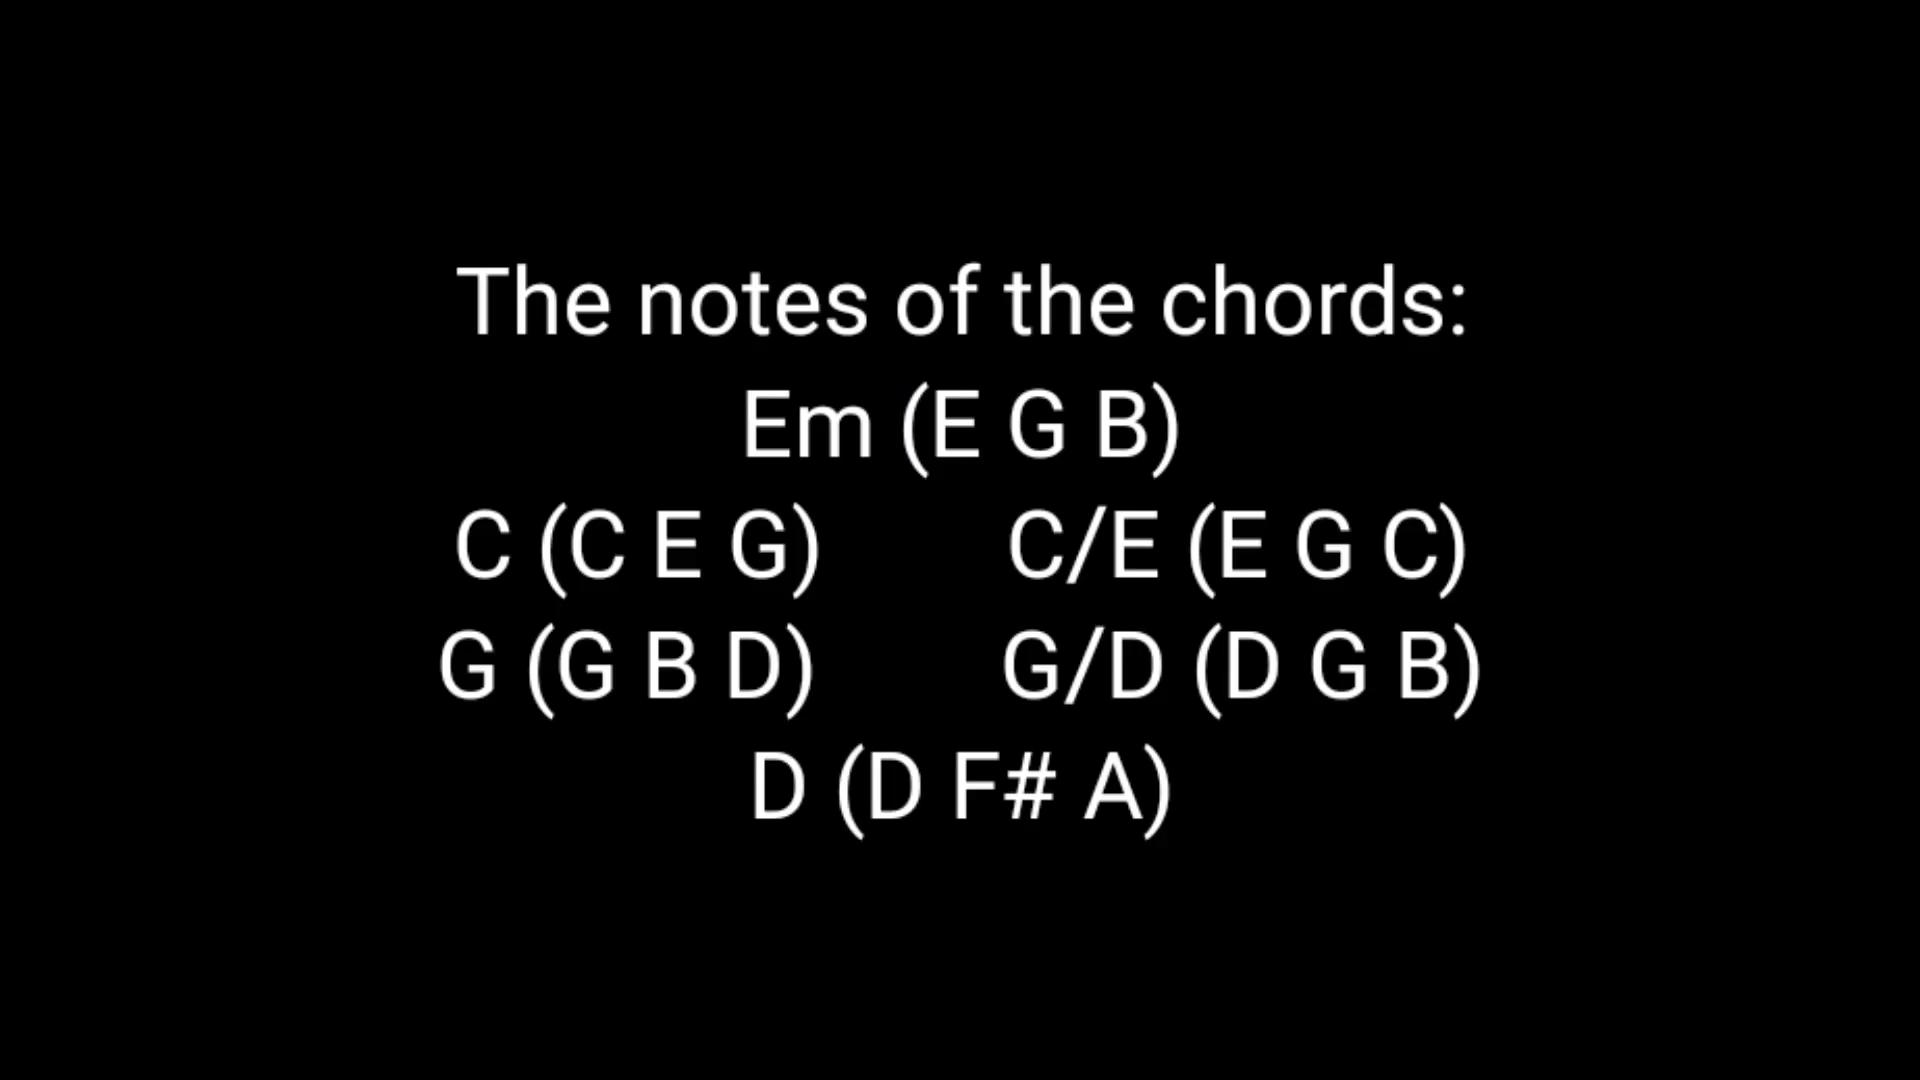 The notes of the chords:
Em (E G B)
C (C E G) C/E (E G C)
G (G B D) G/D (D G B)
D (D F# A)